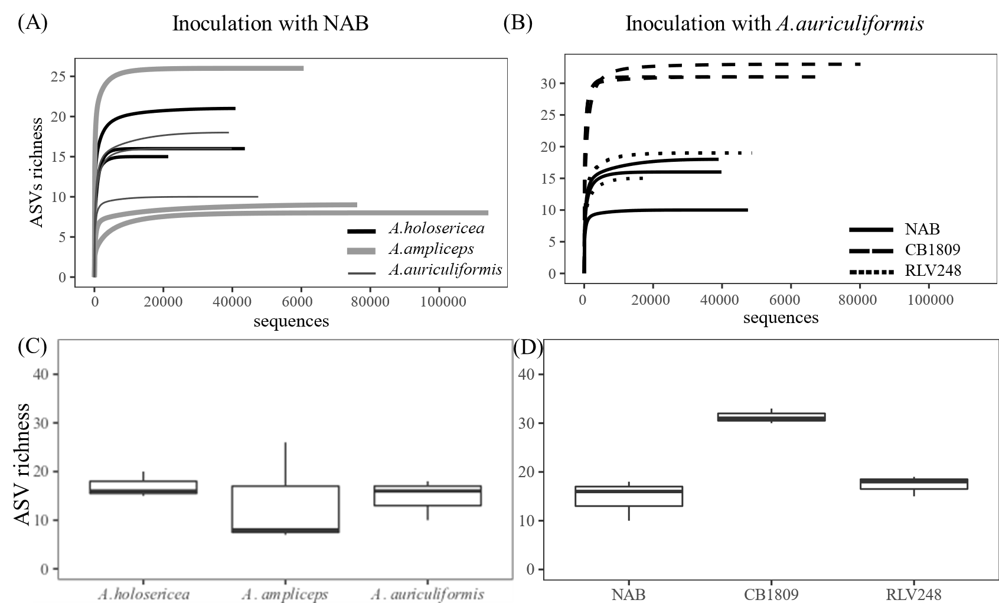 (A) Inoculation with NAB
ASVs richness
25
20
15
10
5
0
A.holosericea
A.ampliceps
A.auriculiformis
0 20000 40000 6000 80000 100000
sequences
(B) Inoculation with A.auriculiformis
30
25
20
15
10
5
0
NAB
CB1809
RLV248
0 20000 40000 60000 80000 100000
sequences
(C)
ASV richness
40
30
20
10
0
A.holosericea A. ampliceps A. auriculiformis
(D)
40
30
20
10
0
NAB CB1809 RLV248